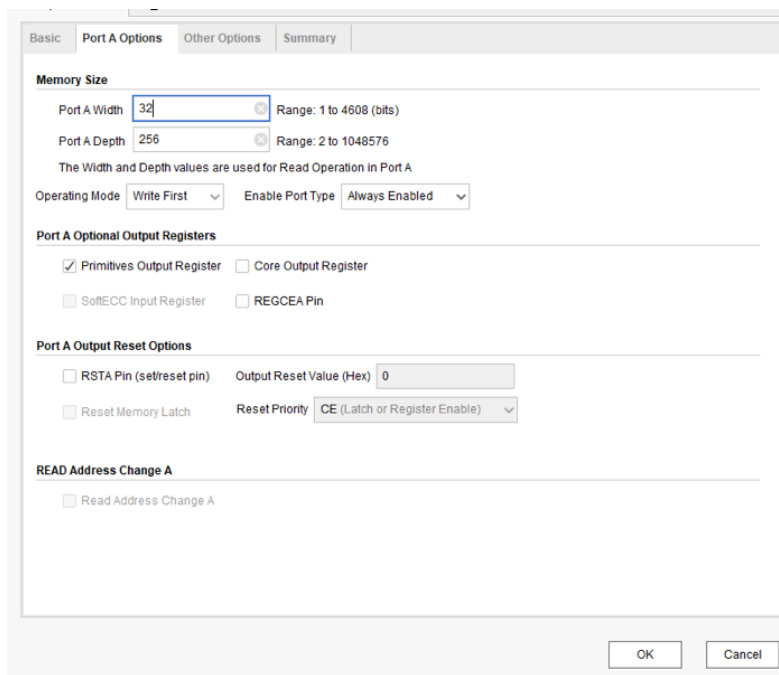 Basic Port A Options Other Options Summary
Memory Size
Port A Width 32 Range: 1 to 4608 (bits)
Port A Depth 256 Range: 2 to 1048576
The Width and Depth values are used for Read Operation in Port A
Operating Mode Write First Enable Port Type Always Enabled
Port A Optional Output Registers
Primitives Output Register Core Output Register
SoftECC Input Register REGCEA Pin
Port A Output Reset Options
RSTA Pin (set/reset pin) Output Reset Value (Hex) 0
Reset Memory Latch Reset Priority CE (Latch or Register Enable)
READ Address Change A
Read Address Change A
OK Cancel